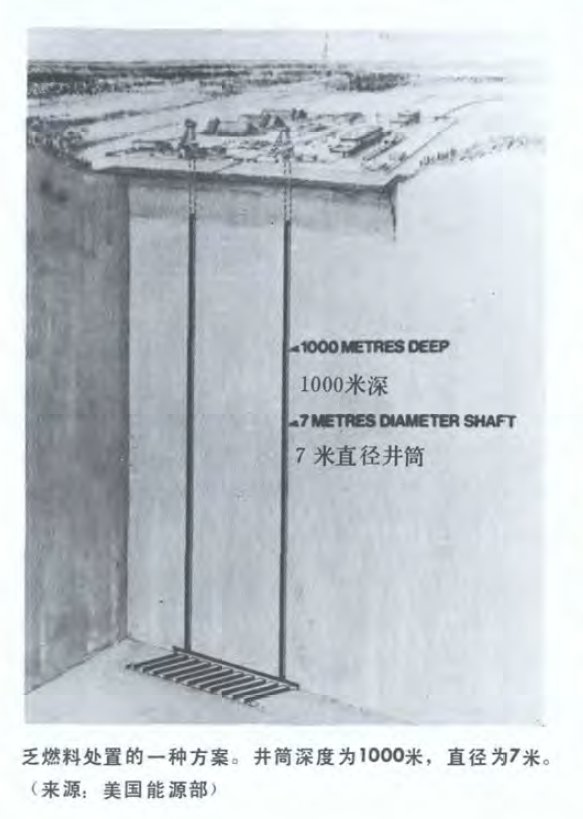 1000 METRES DEEP
1000米深
7 METRES DIAMETER SHAFT
7 米直径井筒
乏燃料处置的一种方案。井筒深度为1000米，直径为7米。
（来源：美国能源部）